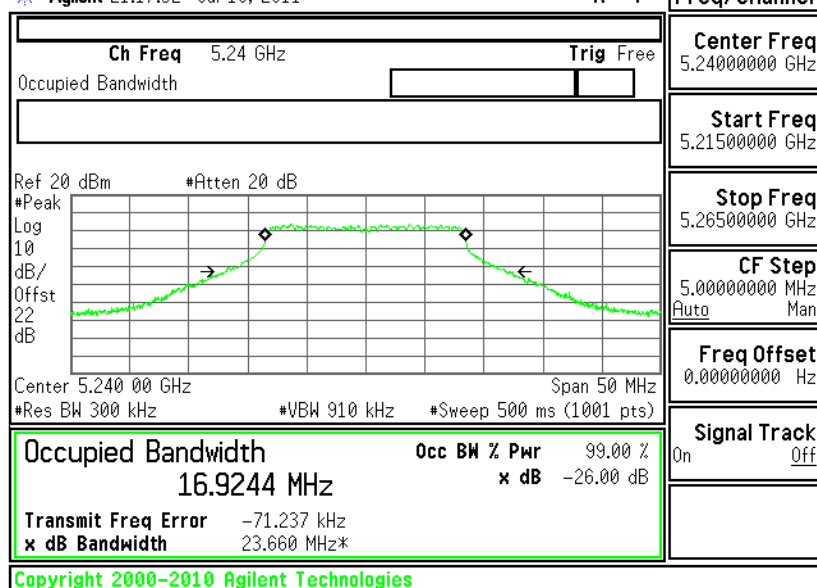 Agilent
Freq/Channel
Ch Freq 5.24 GHz Trig Free
Occupied Bandwidth
Center Freq
5.24000000 GHz
Start Freq
5.21500000 GHz
Stop Freq
5.26500000 GHz
CF Step
5.00000000 MHz
Auto Man
Freq Offset
0.00000000 Hz
Signal Track
On Off
Ref 20 dBm #Atten 20 dB
#Peak
Log
10
dB/
Offst
22
dB
Center 5.240 00 GHz Span 50 MHz
#Res BW 300 kHz #VBW 910 kHz #Sweep 500 ms (1001 pts)
Occupied Bandwidth Occ BW % Pwr 99.00 %
16.9244 MHz x dB -26.00 dB
Transmit Freq Error -71.237 kHz
x dB Bandwidth 23.660 MHz*
Copyright 2000-2010 Agilent Technologies